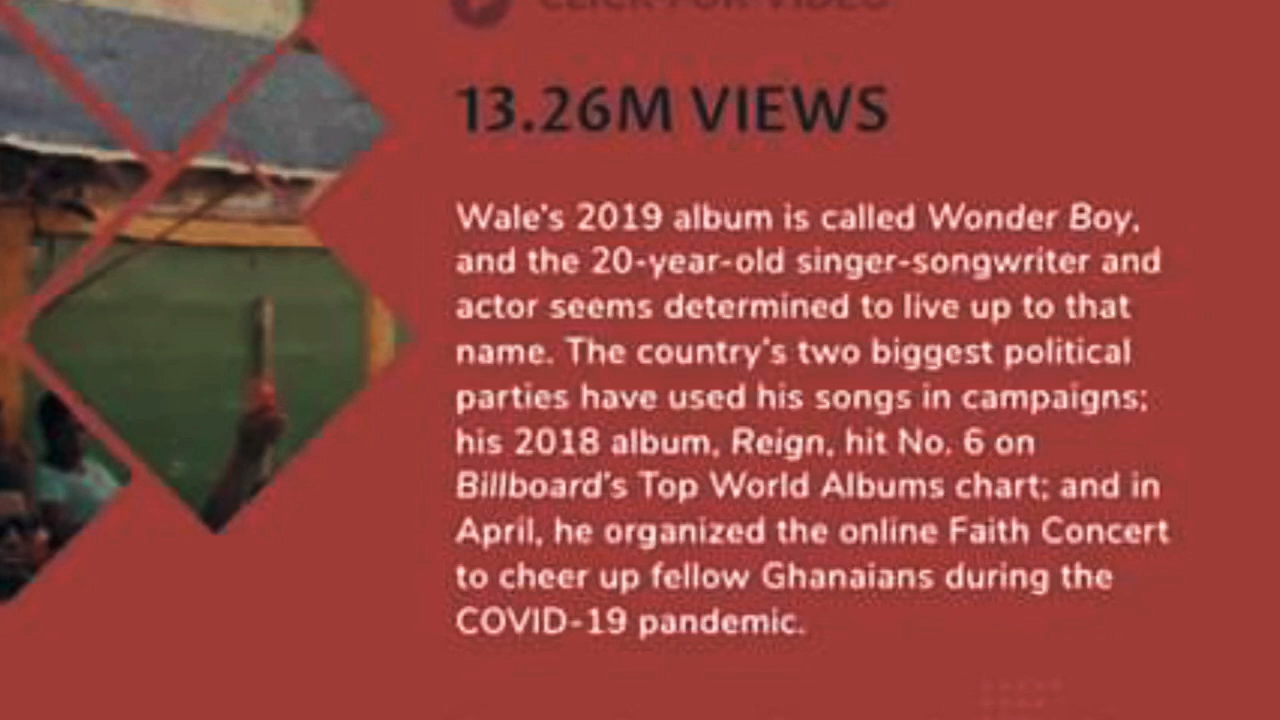 CLICK FOR VIDEO
13.26M VIEWS
Wale's 2019 album is called Wonder Boy,
and the 20-year-old singer-songwriter and
actor seems determined to live up to that
name. The country's two biggest political
parties have used his songs in campaigns;
his 2018 album, Reign, hit No. 6 on
Billboard's Top World Albums chart; and in
April, he organized the online Faith Concert
to cheer up fellow Ghanaians during the
COVID-19 pandemic.